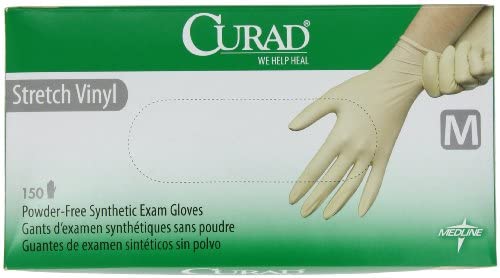 CURAD®
WE HELP HEAL
Stretch Vinyl
M
150
Powder-Free Synthetic Exam Gloves
Gants d'examen synthétiques sans poudre
Guantes de examen sintéticos sin polvo
MEDLINE